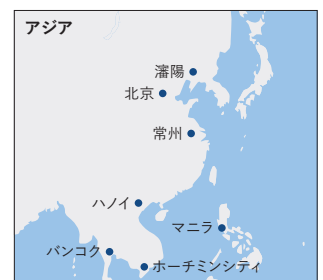 アジア
瀋陽
北京
常州
ハノイ
マニラ
バンコク
ホーチミンシティ